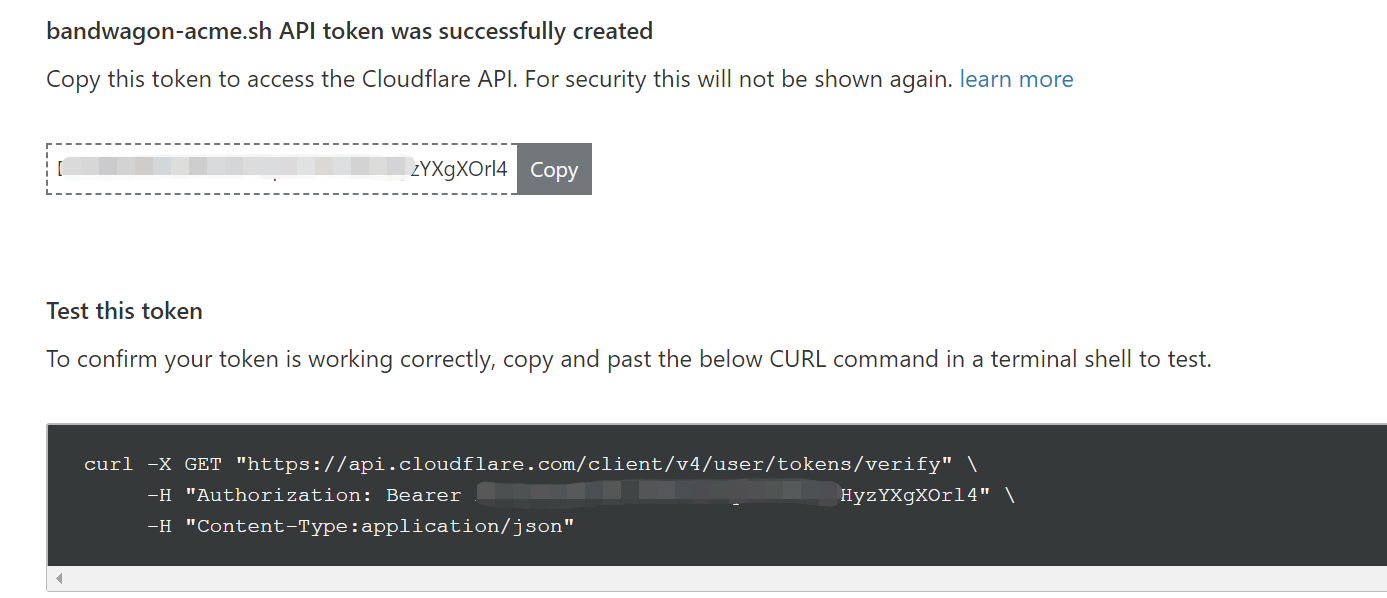 bandwagon-acme.sh API token was successfully created
Copy this token to access the Cloudflare API. For security this will not be shown again. learn more
zYXgXOrl4 Copy
Test this token
To confirm your token is working correctly, copy and past the below CURL command in a terminal shell to test.
curl -X GET "https://api.cloudflare.com/client/v4/user/tokens/verify" \
-H "Authorization: Bearer HyzYXgXOrl4" \
-H "Content-Type:application/json"